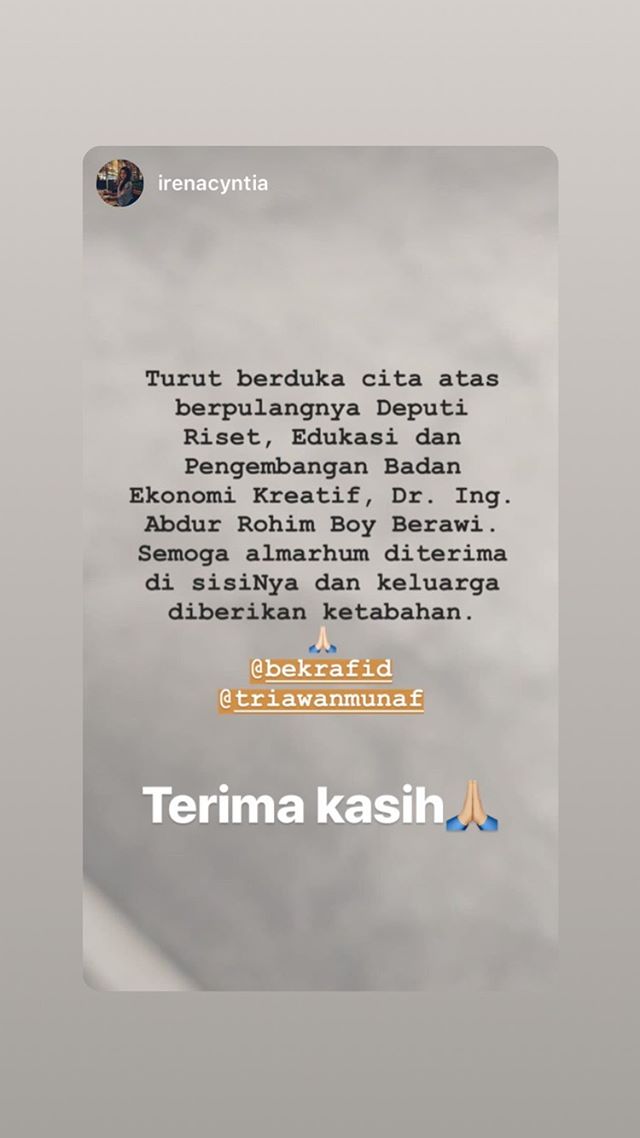 irenacyntia
Turut berduka cita atas
berpulangnya Deputi
Riset, Edukasi dan
Pengembangan Badan
Ekonomi Kreatif, Dr. Ing.
Abdur Rohim Boy Berawi.
Semoga almarhum diterima
di sisiNya dan keluarga
diberikan ketabahan.
🙏🏻
@bekrafid
@triawanmunaf
Terima kasih🙏🏼